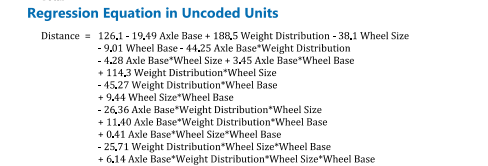 Regression Equation in Uncoded Units
Distance = 126.1 - 19.49 Axle Base + 188.5 Weight Distribution - 38.1 Wheel Size
- 9.01 Wheel Base - 44.25 Axle Base*Weight Distribution
- 4.28 Axle Base*Wheel Size + 3.45 Axle Base*Wheel Base
+ 114.3 Weight Distribution*Wheel Size
- 45.27 Weight Distribution*Wheel Base
+ 9.44 Wheel Size*Wheel Base
- 26.36 Axle Base*Weight Distribution*Wheel Size
+ 11.40 Axle Base*Weight Distribution*Wheel Base
+ 0.41 Axle Base*Wheel Size*Wheel Base
- 25.71 Weight Distribution*Wheel Size*Wheel Base
+ 6.14 Axle Base*Weight Distribution*Wheel Size*Wheel Base